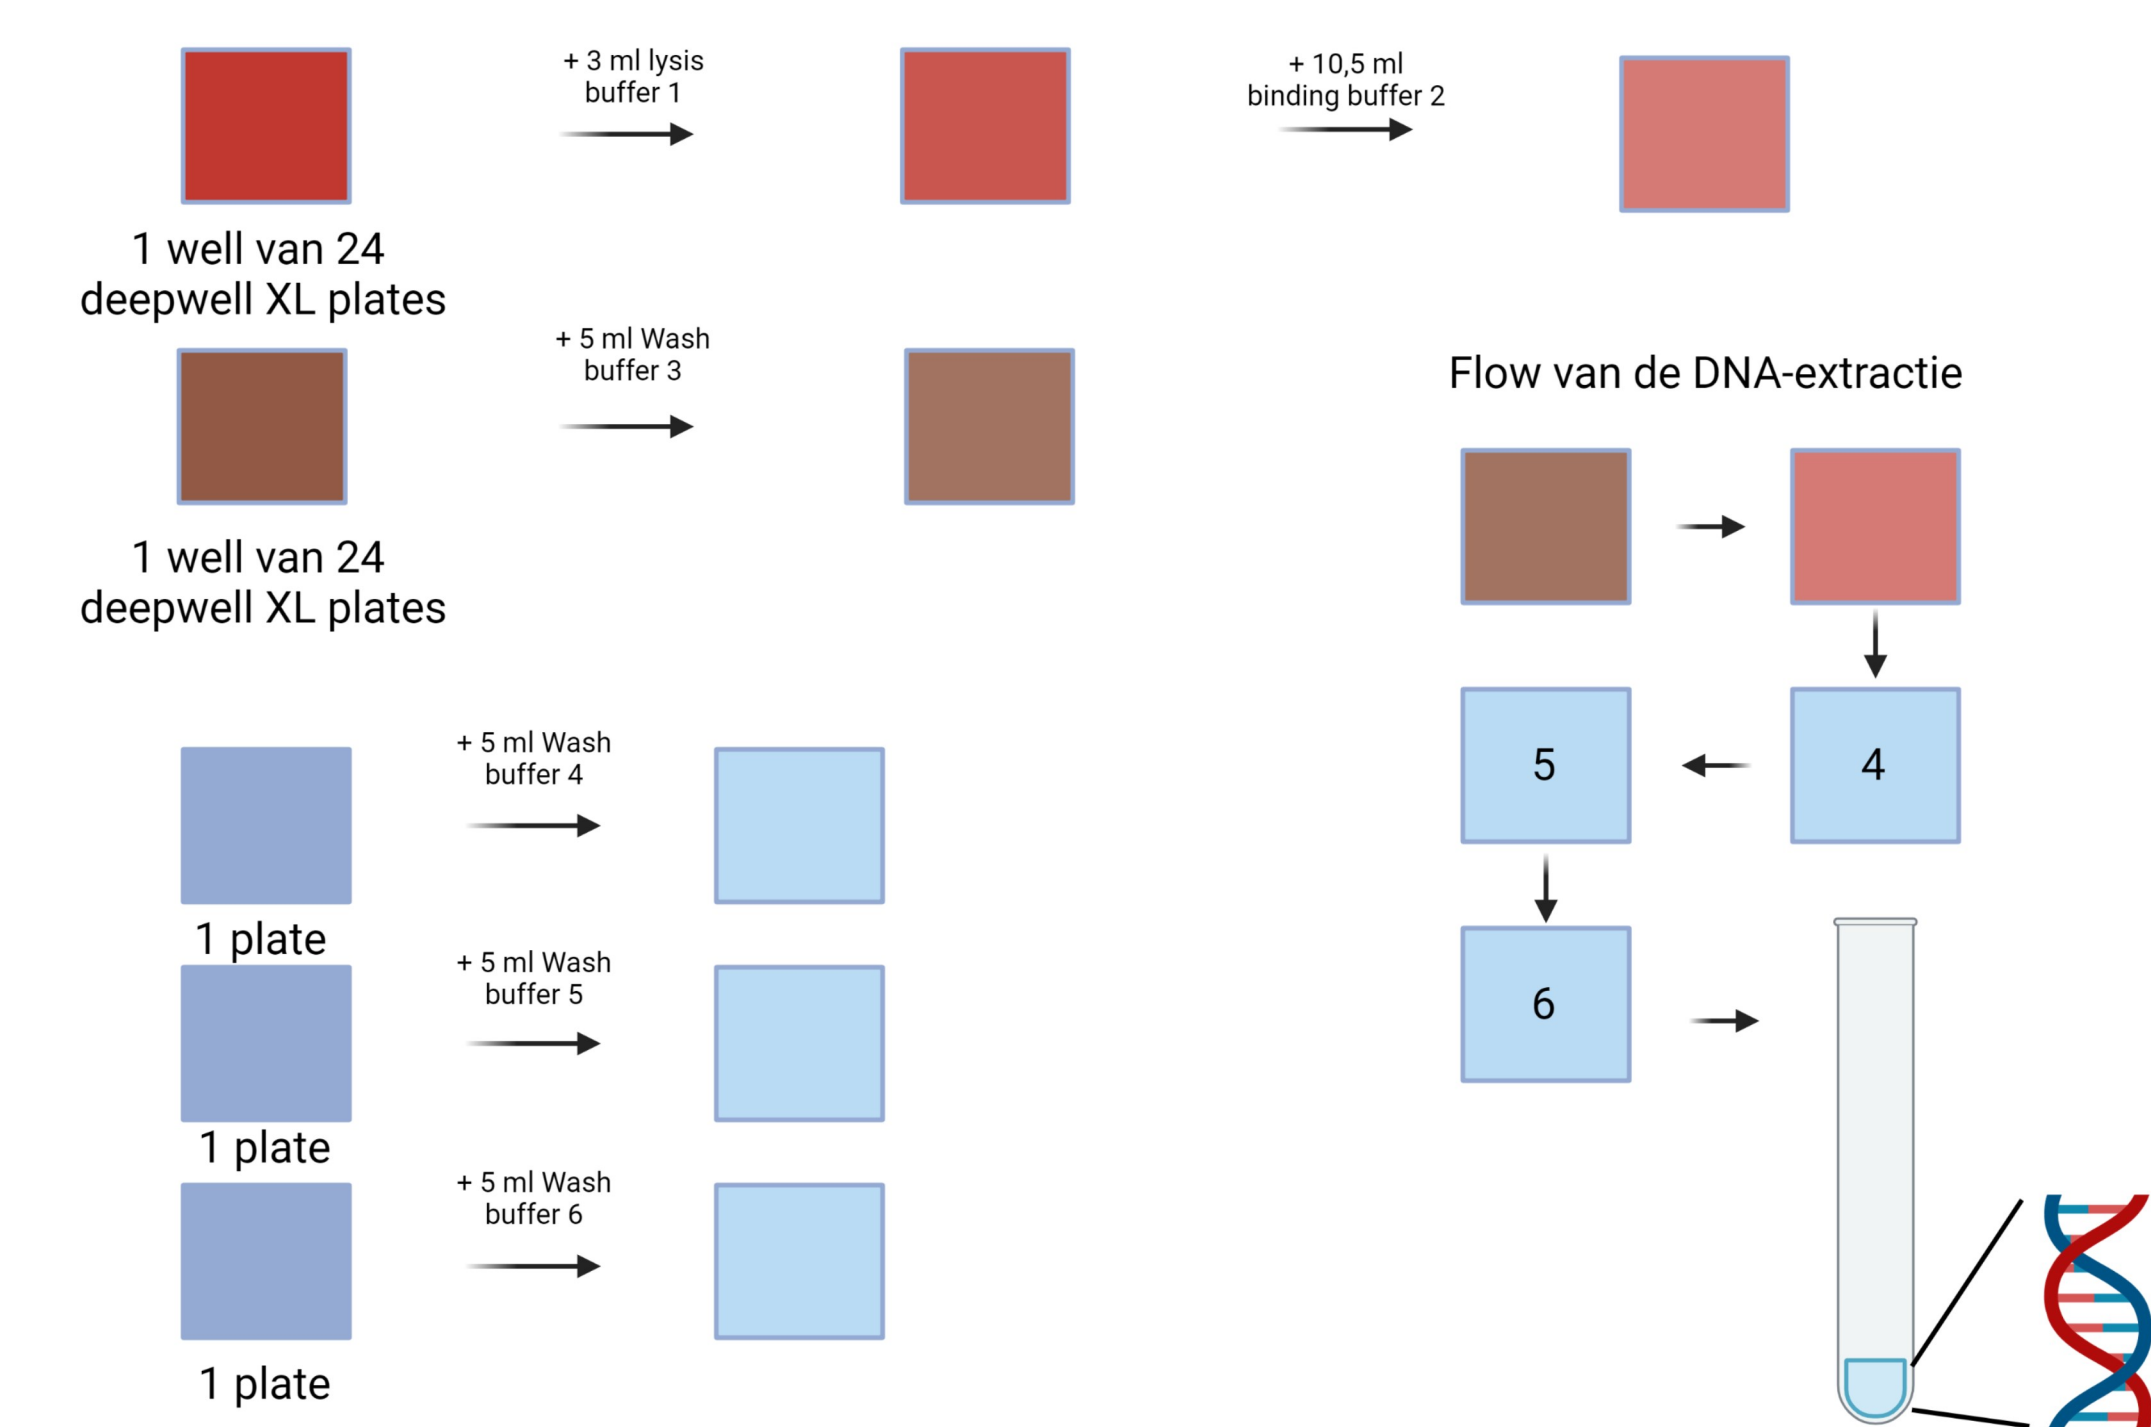 + 3 ml lysis
buffer 1
+ 10,5 ml
binding buffer 2
1 well van 24
deepwell XL plates
+ 5 ml Wash
buffer 3
1 well van 24
deepwell XL plates
+ 5 ml Wash
buffer 4
1 plate
+ 5 ml Wash
buffer 5
1 plate
+ 5 ml Wash
buffer 6
1 plate
Flow van de DNA-extractie
5
4
6